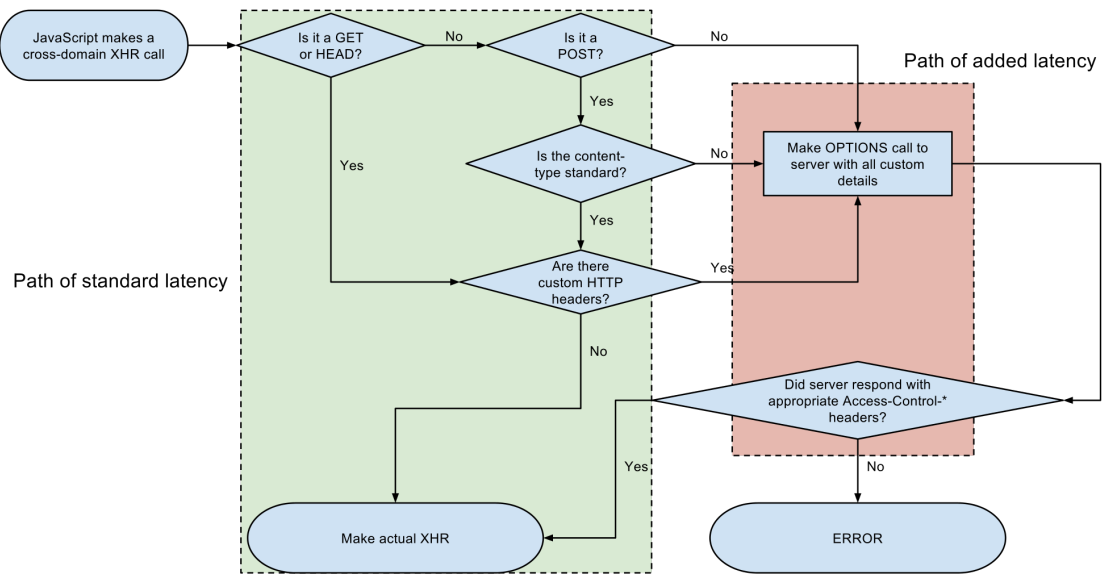 JavaScript makes a
cross-domain XHR call
Is it a GET
or HEAD?
No
Is it a
POST?
No
Path of added latency
Yes
Make OPTIONS call to
server with all custom
details
Yes
Is the content-
type standard?
No
Yes
Path of standard latency
Are there
custom HTTP
headers?
Yes
No
Did server respond with
appropriate Access-Control-*
headers?
Yes
No
Make actual XHR
ERROR